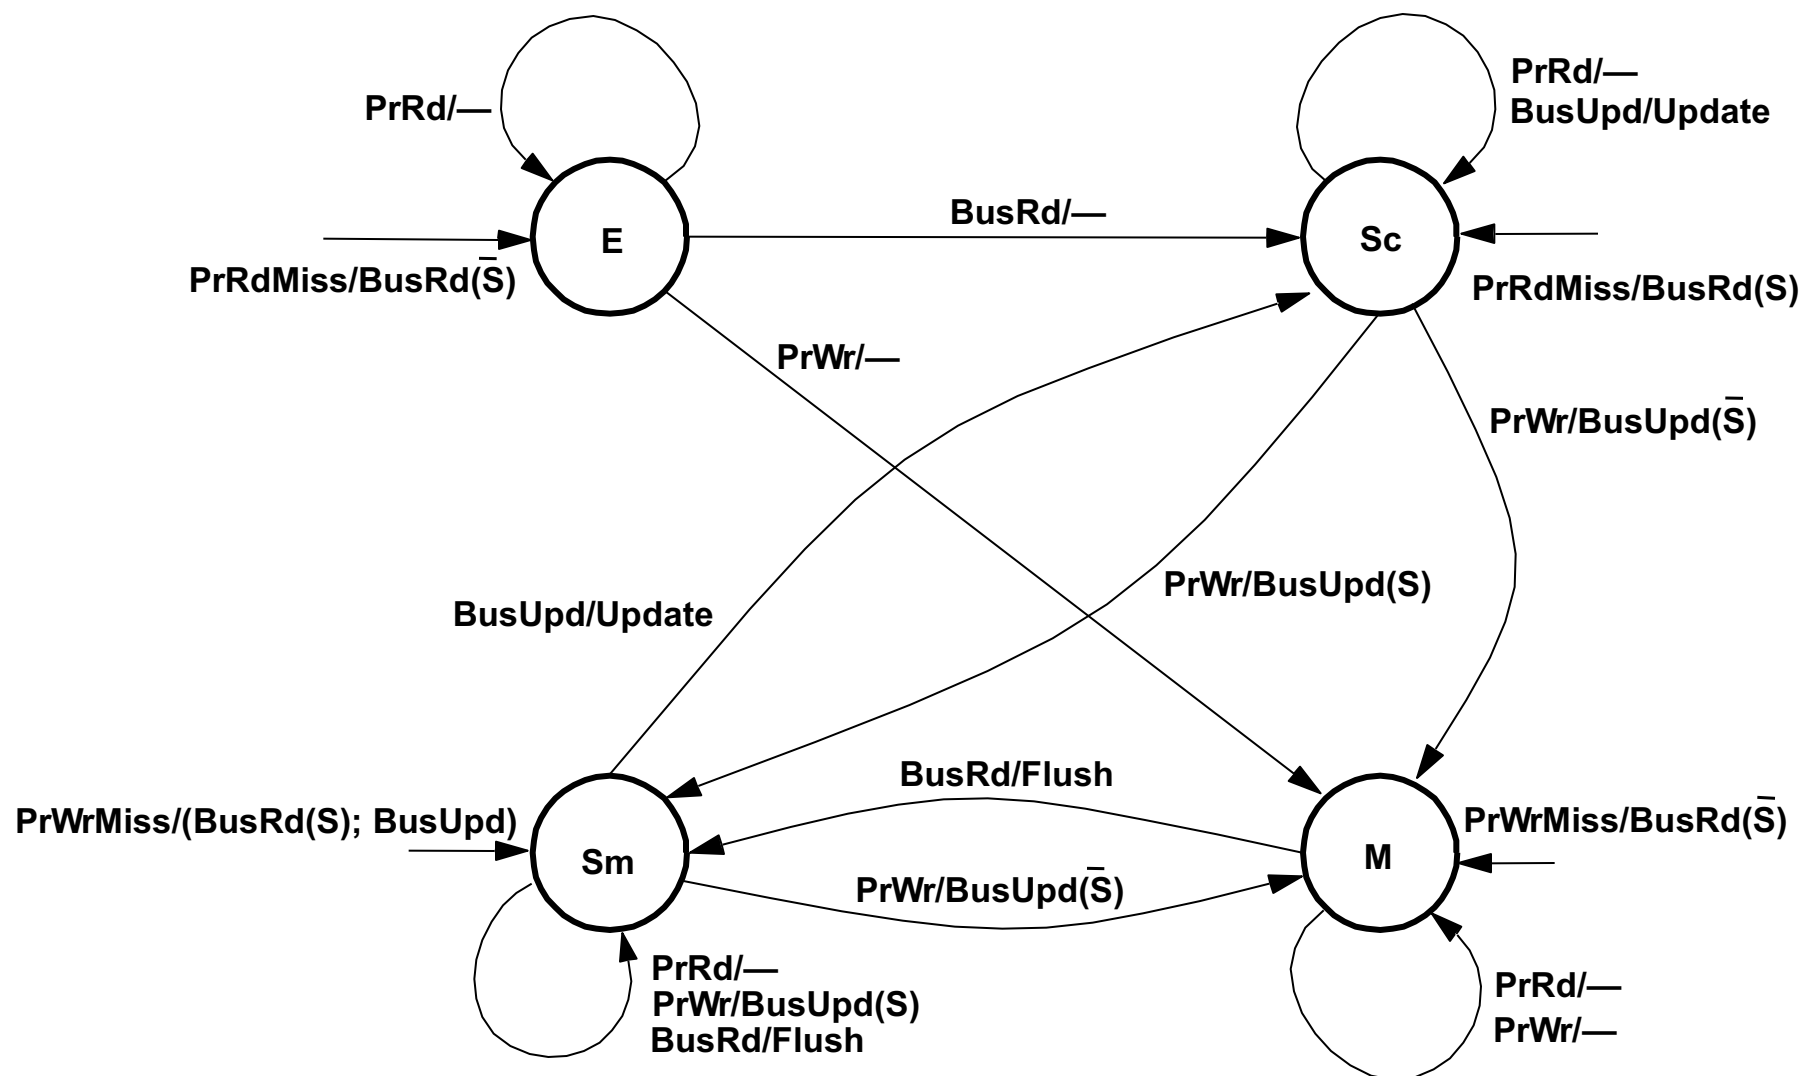 PrRd/—
PrRd/—
BusUpd/Update
BusRd/—
E
Sc
PrRdMiss/BusRd(S̄)
PrRdMiss/BusRd(S)
PrWr/—
PrWr/BusUpd(S̄)
PrWr/BusUpd(S)
BusUpd/Update
BusRd/Flush
PrWrMiss/(BusRd(S); BusUpd)
PrWrMiss/BusRd(S̄)
Sm
M
PrWr/BusUpd(S̄)
PrRd/—
PrWr/BusUpd(S)
BusRd/Flush
PrRd/—
PrWr/—